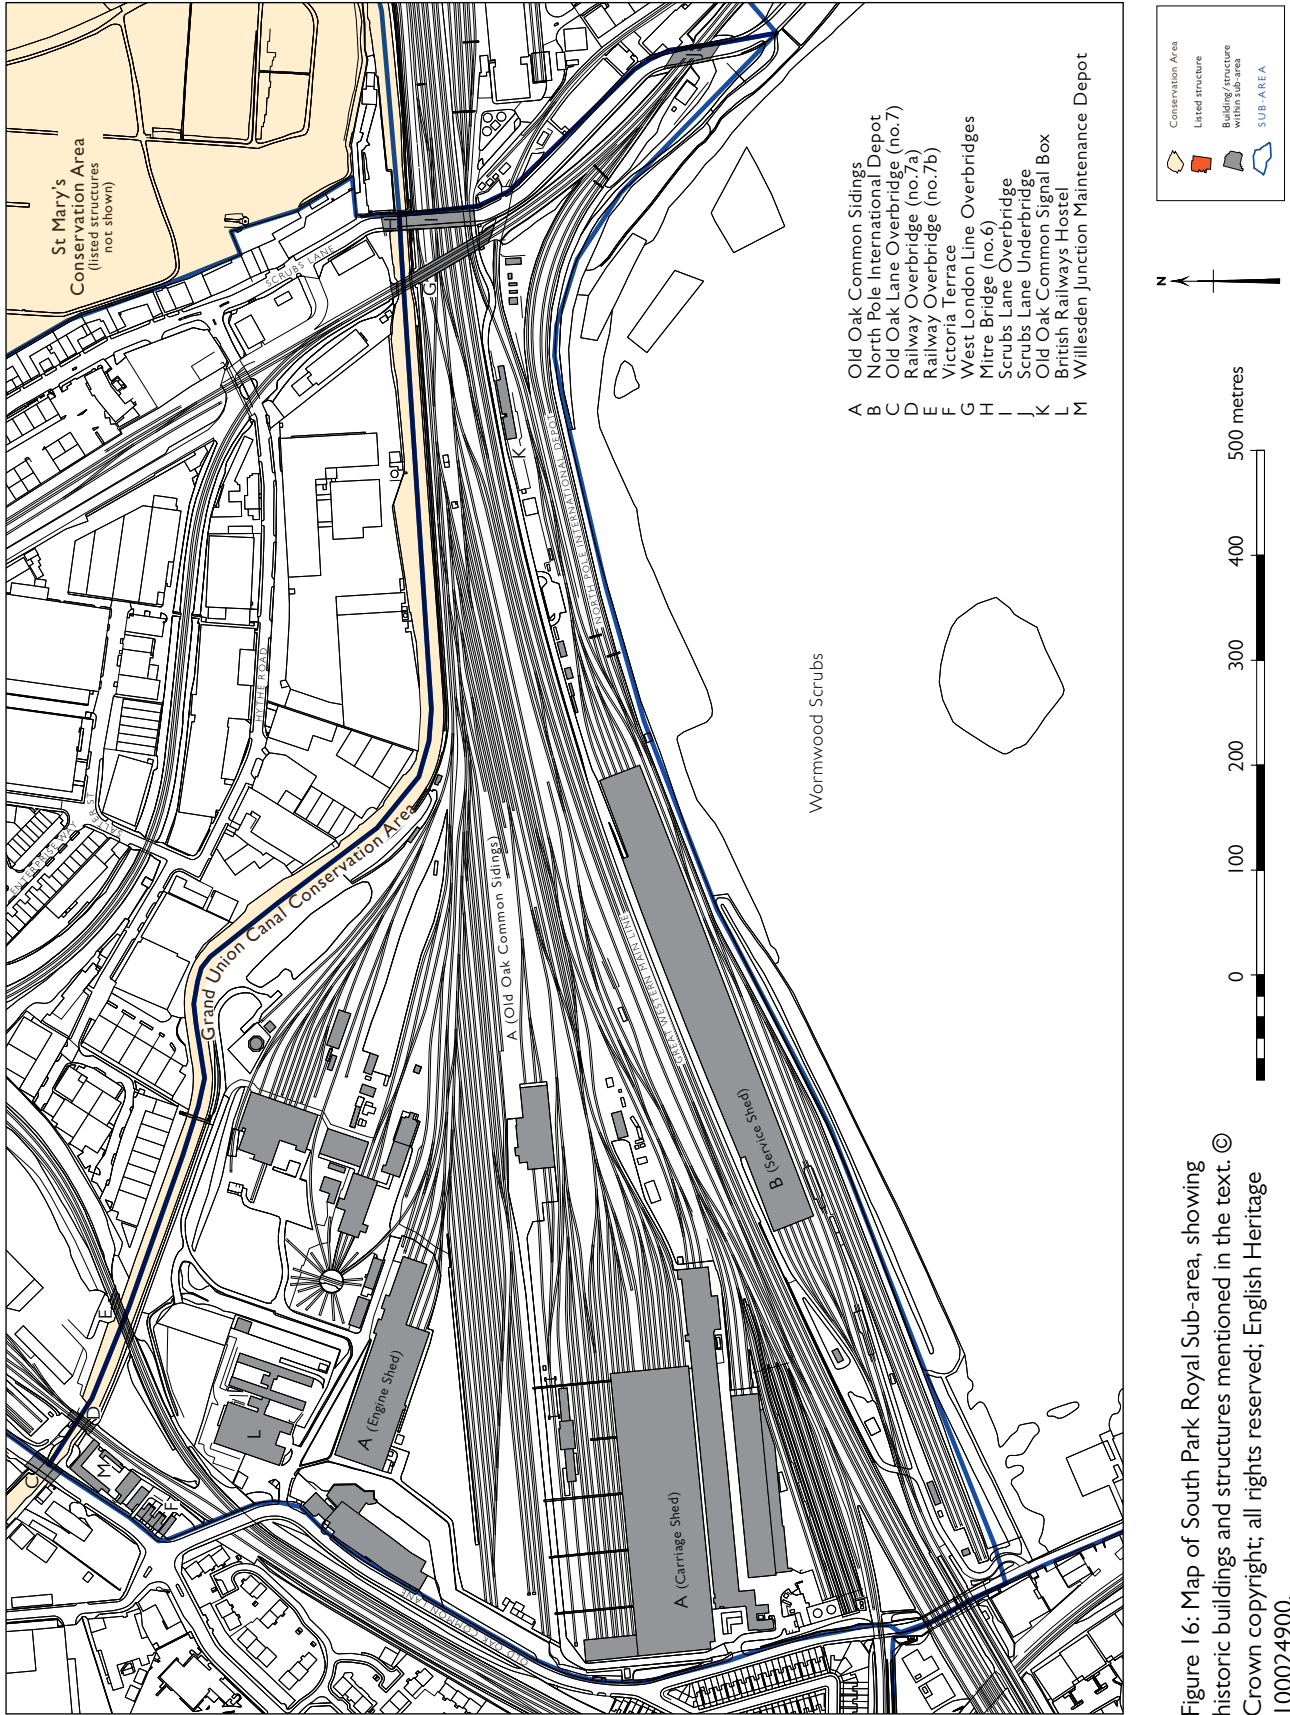 St Mary's
Conservation Area
(listed structures
not shown)
SCRUBS LANE
ENTERPRISE WAY
SALTER ST
HYTHE ROAD
Grand Union Canal Conservation Area
C
D
E
M
F
L
G
I
K
A (Engine Shed)
A (Old Oak Common Sidings)
A (Carriage Shed)
B (Service Shed)
GREAT WESTERN MAIN LINE
NORTH POLE INTERNATIONAL DEPOT
OLD OAK COMMON LANE
Wormwood Scrubs
A Old Oak Common Sidings
B North Pole International Depot
C Old Oak Lane Overbridge (no.7)
D Railway Overbridge (no.7a)
E Railway Overbridge (no.7b)
F Victoria Terrace
G West London Line Overbridges
H Mitre Bridge (no.6)
I Scrubs Lane Overbridge
J Scrubs Lane Underbridge
K Old Oak Common Signal Box
L British Railways Hostel
M Willesden Junction Maintenance Depot
Conservation Area
Listed structure
Building/structure
within sub-area
SUB-AREA
N
0 100 200 300 400 500 metres
Figure 16: Map of South Park Royal Sub-area, showing
historic buildings and structures mentioned in the text. ©
Crown copyright; all rights reserved; English Heritage
100024900.